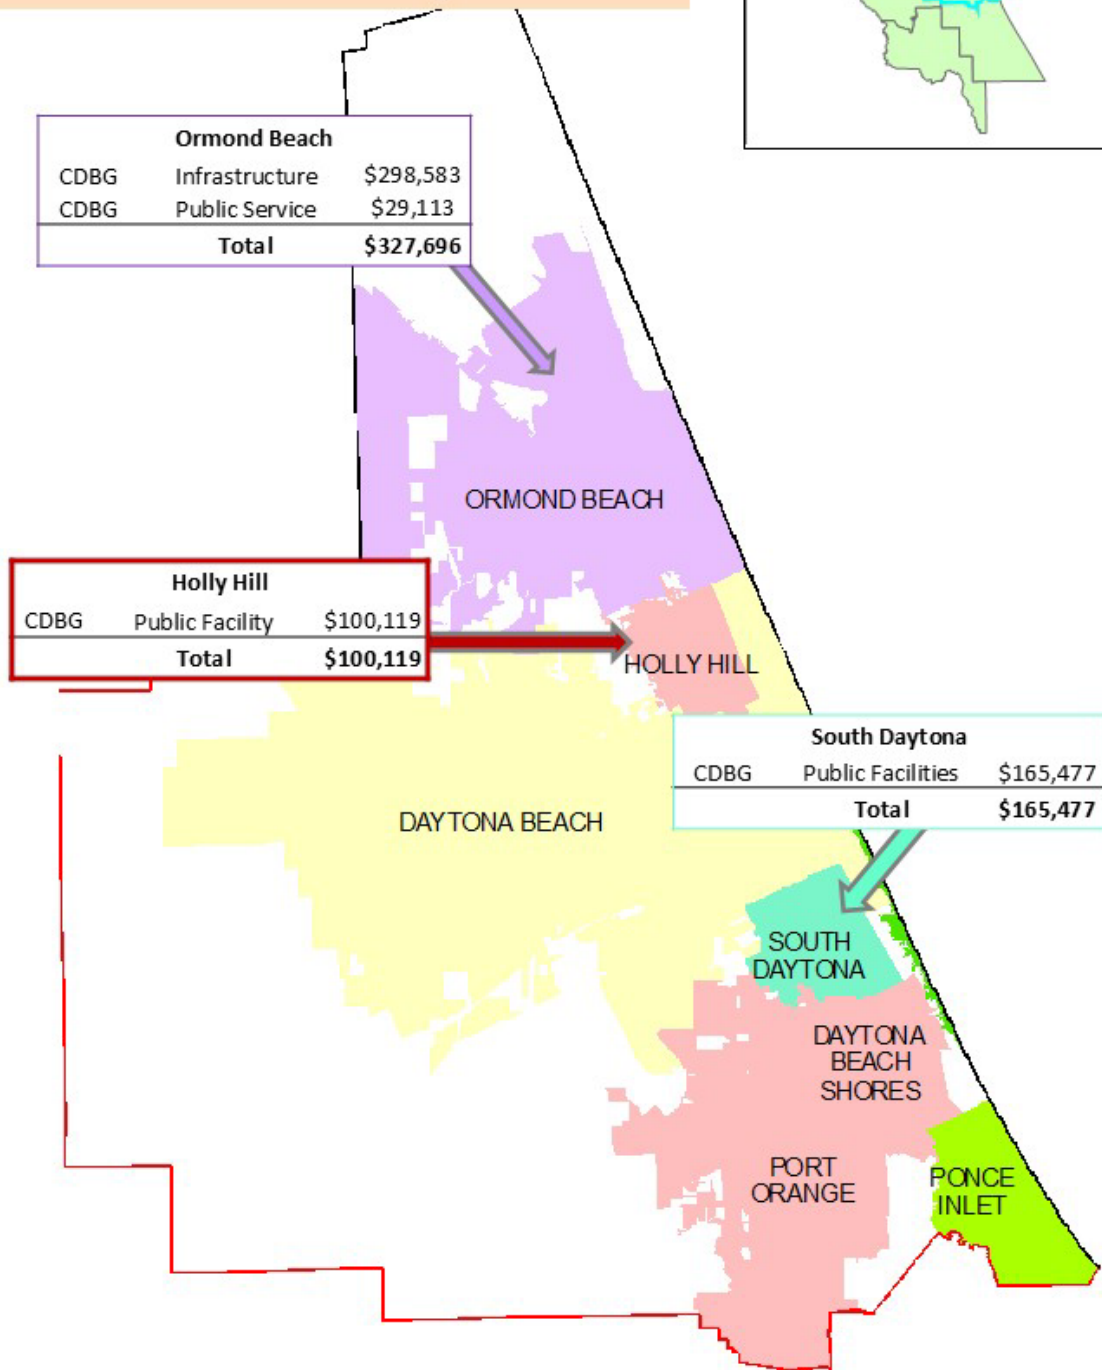 Ormond Beach
CDBG Infrastructure $298,583
CDBG Public Service $29,113
Total $327,696
ORMOND BEACH
Holly Hill
CDBG Public Facility $100,119
Total $100,119
HOLLY HILL
South Daytona
CDBG Public Facilities $165,477
Total $165,477
DAYTONA BEACH
SOUTH
DAYTONA
DAYTONA
BEACH
SHORES
PORT
ORANGE
PONCE
INLET